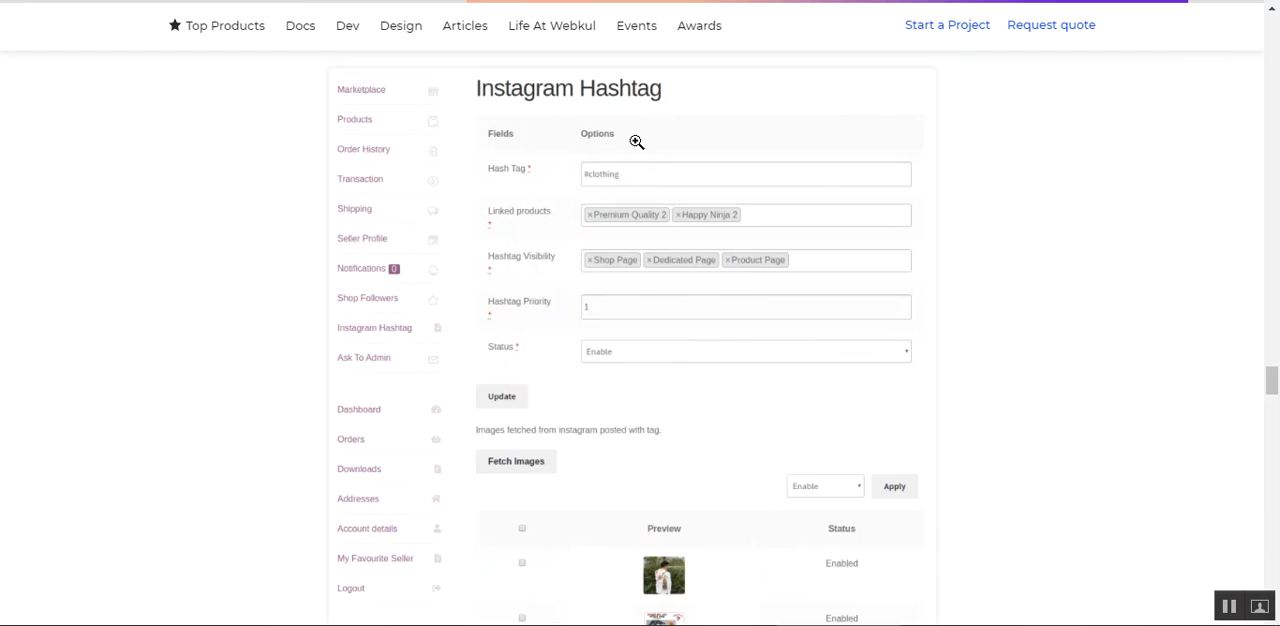 Top Products Docs Dev Design Articles Life At Webkul Events Awards Start a Project Request quote
Marketplace
Products
Order History
Transaction
Shipping
Seller Profile
Notifications 0
Shop Followers
Instagram Hashtag
Ask To Admin
Dashboard
Orders
Downloads
Addresses
Account details
My Favourite Seller
Logout
Instagram Hashtag
Fields Options
Hash Tag * #clothing
Linked products * ×Premium Quality 2 ×Happy Ninja 2
Hashtag Visibility * ×Shop Page ×Dedicated Page ×Product Page
Hashtag Priority * 1
Status * Enable
Update
Images fetched from instagram posted with tag.
Fetch Images
Enable Apply
Preview Status
Enabled
Enabled